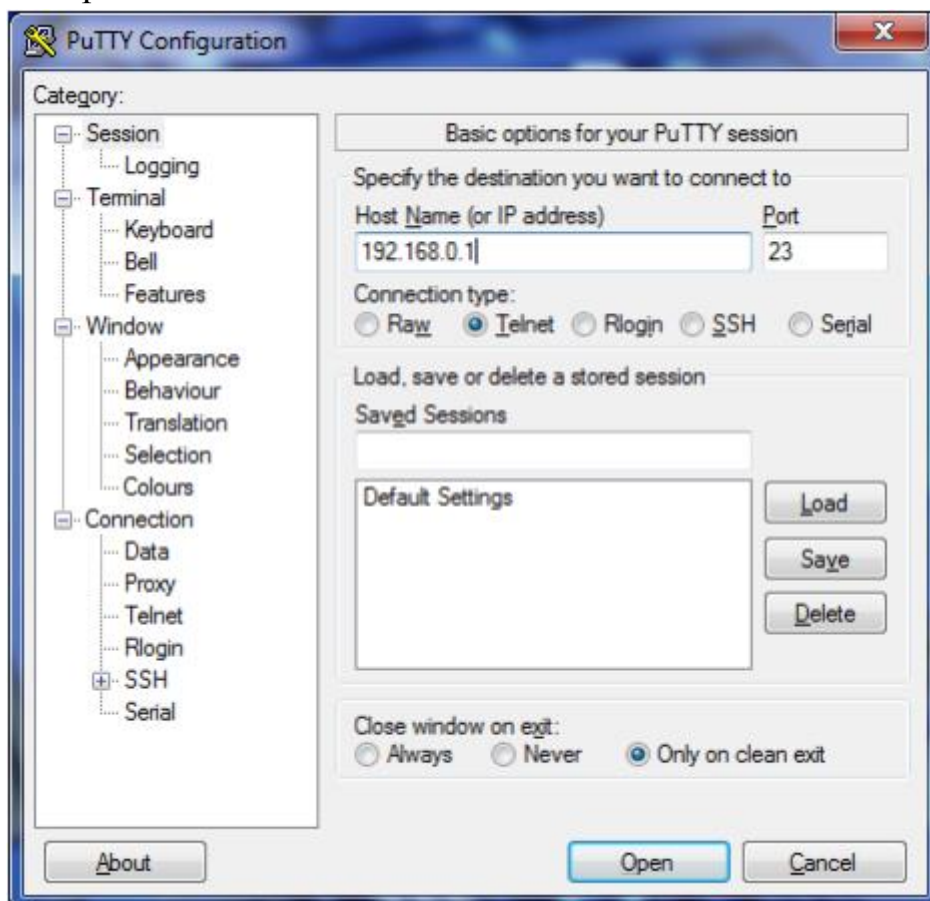 PuTTY Configuration
Category:
Session
Logging
Terminal
Keyboard
Bell
Features
Window
Appearance
Behaviour
Translation
Selection
Colours
Connection
Data
Proxy
Telnet
Rlogin
SSH
Serial
Basic options for your PuTTY session
Specify the destination you want to connect to
Host Name (or IP address) Port
192.168.0.1 23
Connection type:
Raw Telnet Rlogin SSH Serial
Load, save or delete a stored session
Saved Sessions
Default Settings
Load
Save
Delete
Close window on exit:
Always Never Only on clean exit
About Open Cancel